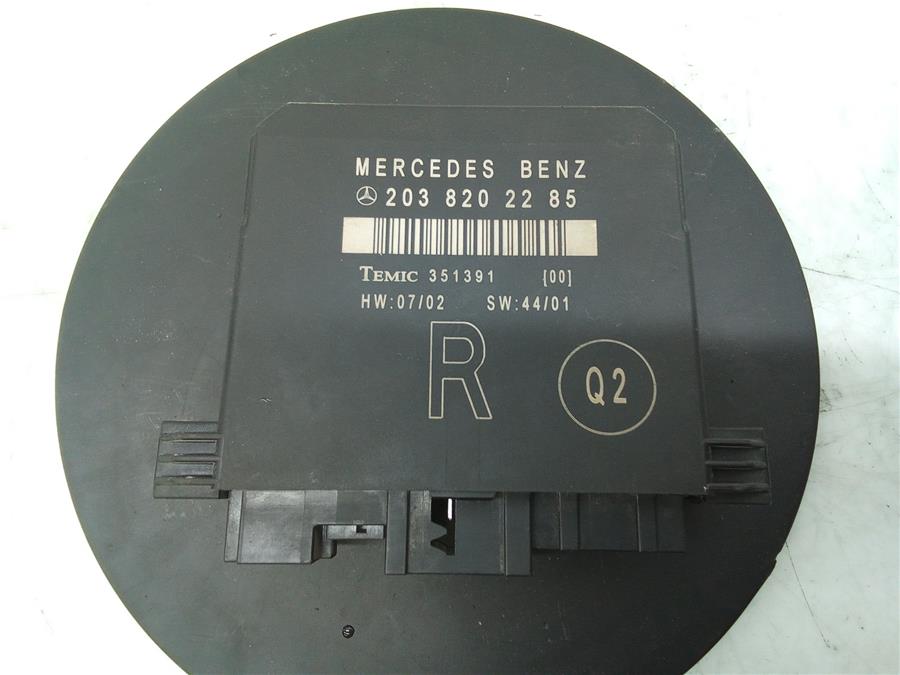 MERCEDES BENZ
203 820 22 85
TEMIC 351391 [00]
HW:07/02 SW:44/01
R
Q2